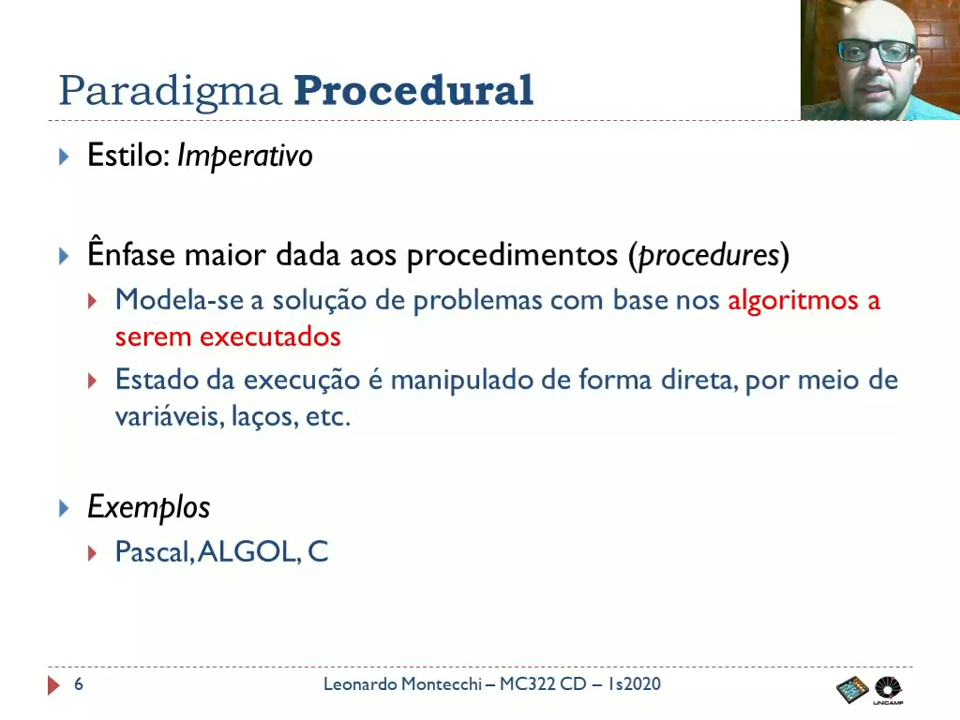 Paradigma Procedural
Estilo: Imperativo
Ênfase maior dada aos procedimentos (procedures)
Modela-se a solução de problemas com base nos algoritmos a
serem executados
Estado da execução é manipulado de forma direta, por meio de
variáveis, laços, etc.
Exemplos
Pascal, ALGOL, C
6 Leonardo Montecchi – MC322 CD – 1s2020
UNICAMP